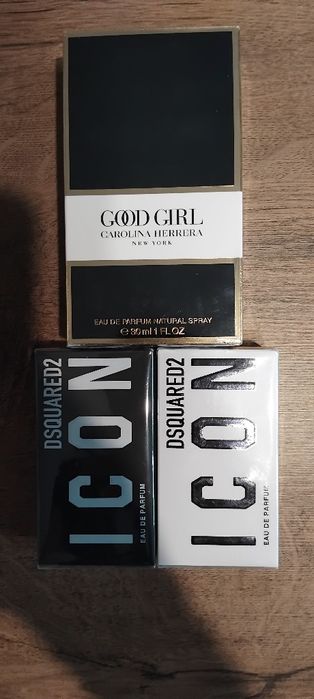 GOOD GIRL
CAROLINA HERRERA
NEW YORK
EAU DE PARFUM NATURAL SPRAY
℮ 30 ml 1 FL OZ
DSQUARED2
ICON
EAU DE PARFUM
DSQUARED2
ICON
EAU DE PARFUM